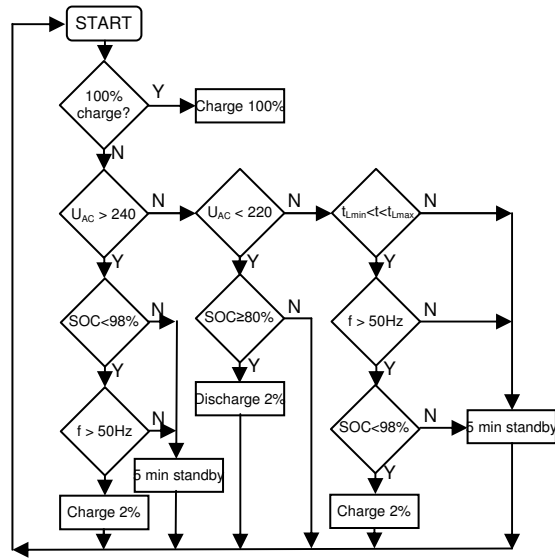 START
100%
charge?
Y
Charge 100%
N
U_AC > 240
N
U_AC < 220
N
t_Lmin<t<t_Lmax
N
Y
Y
Y
SOC<98%
N
SOC≥80%
N
f > 50Hz
N
Y
Y
Y
Discharge 2%
f > 50Hz
N
SOC<98%
N
5 min standby
Y
5 min standby
Y
Charge 2%
Charge 2%